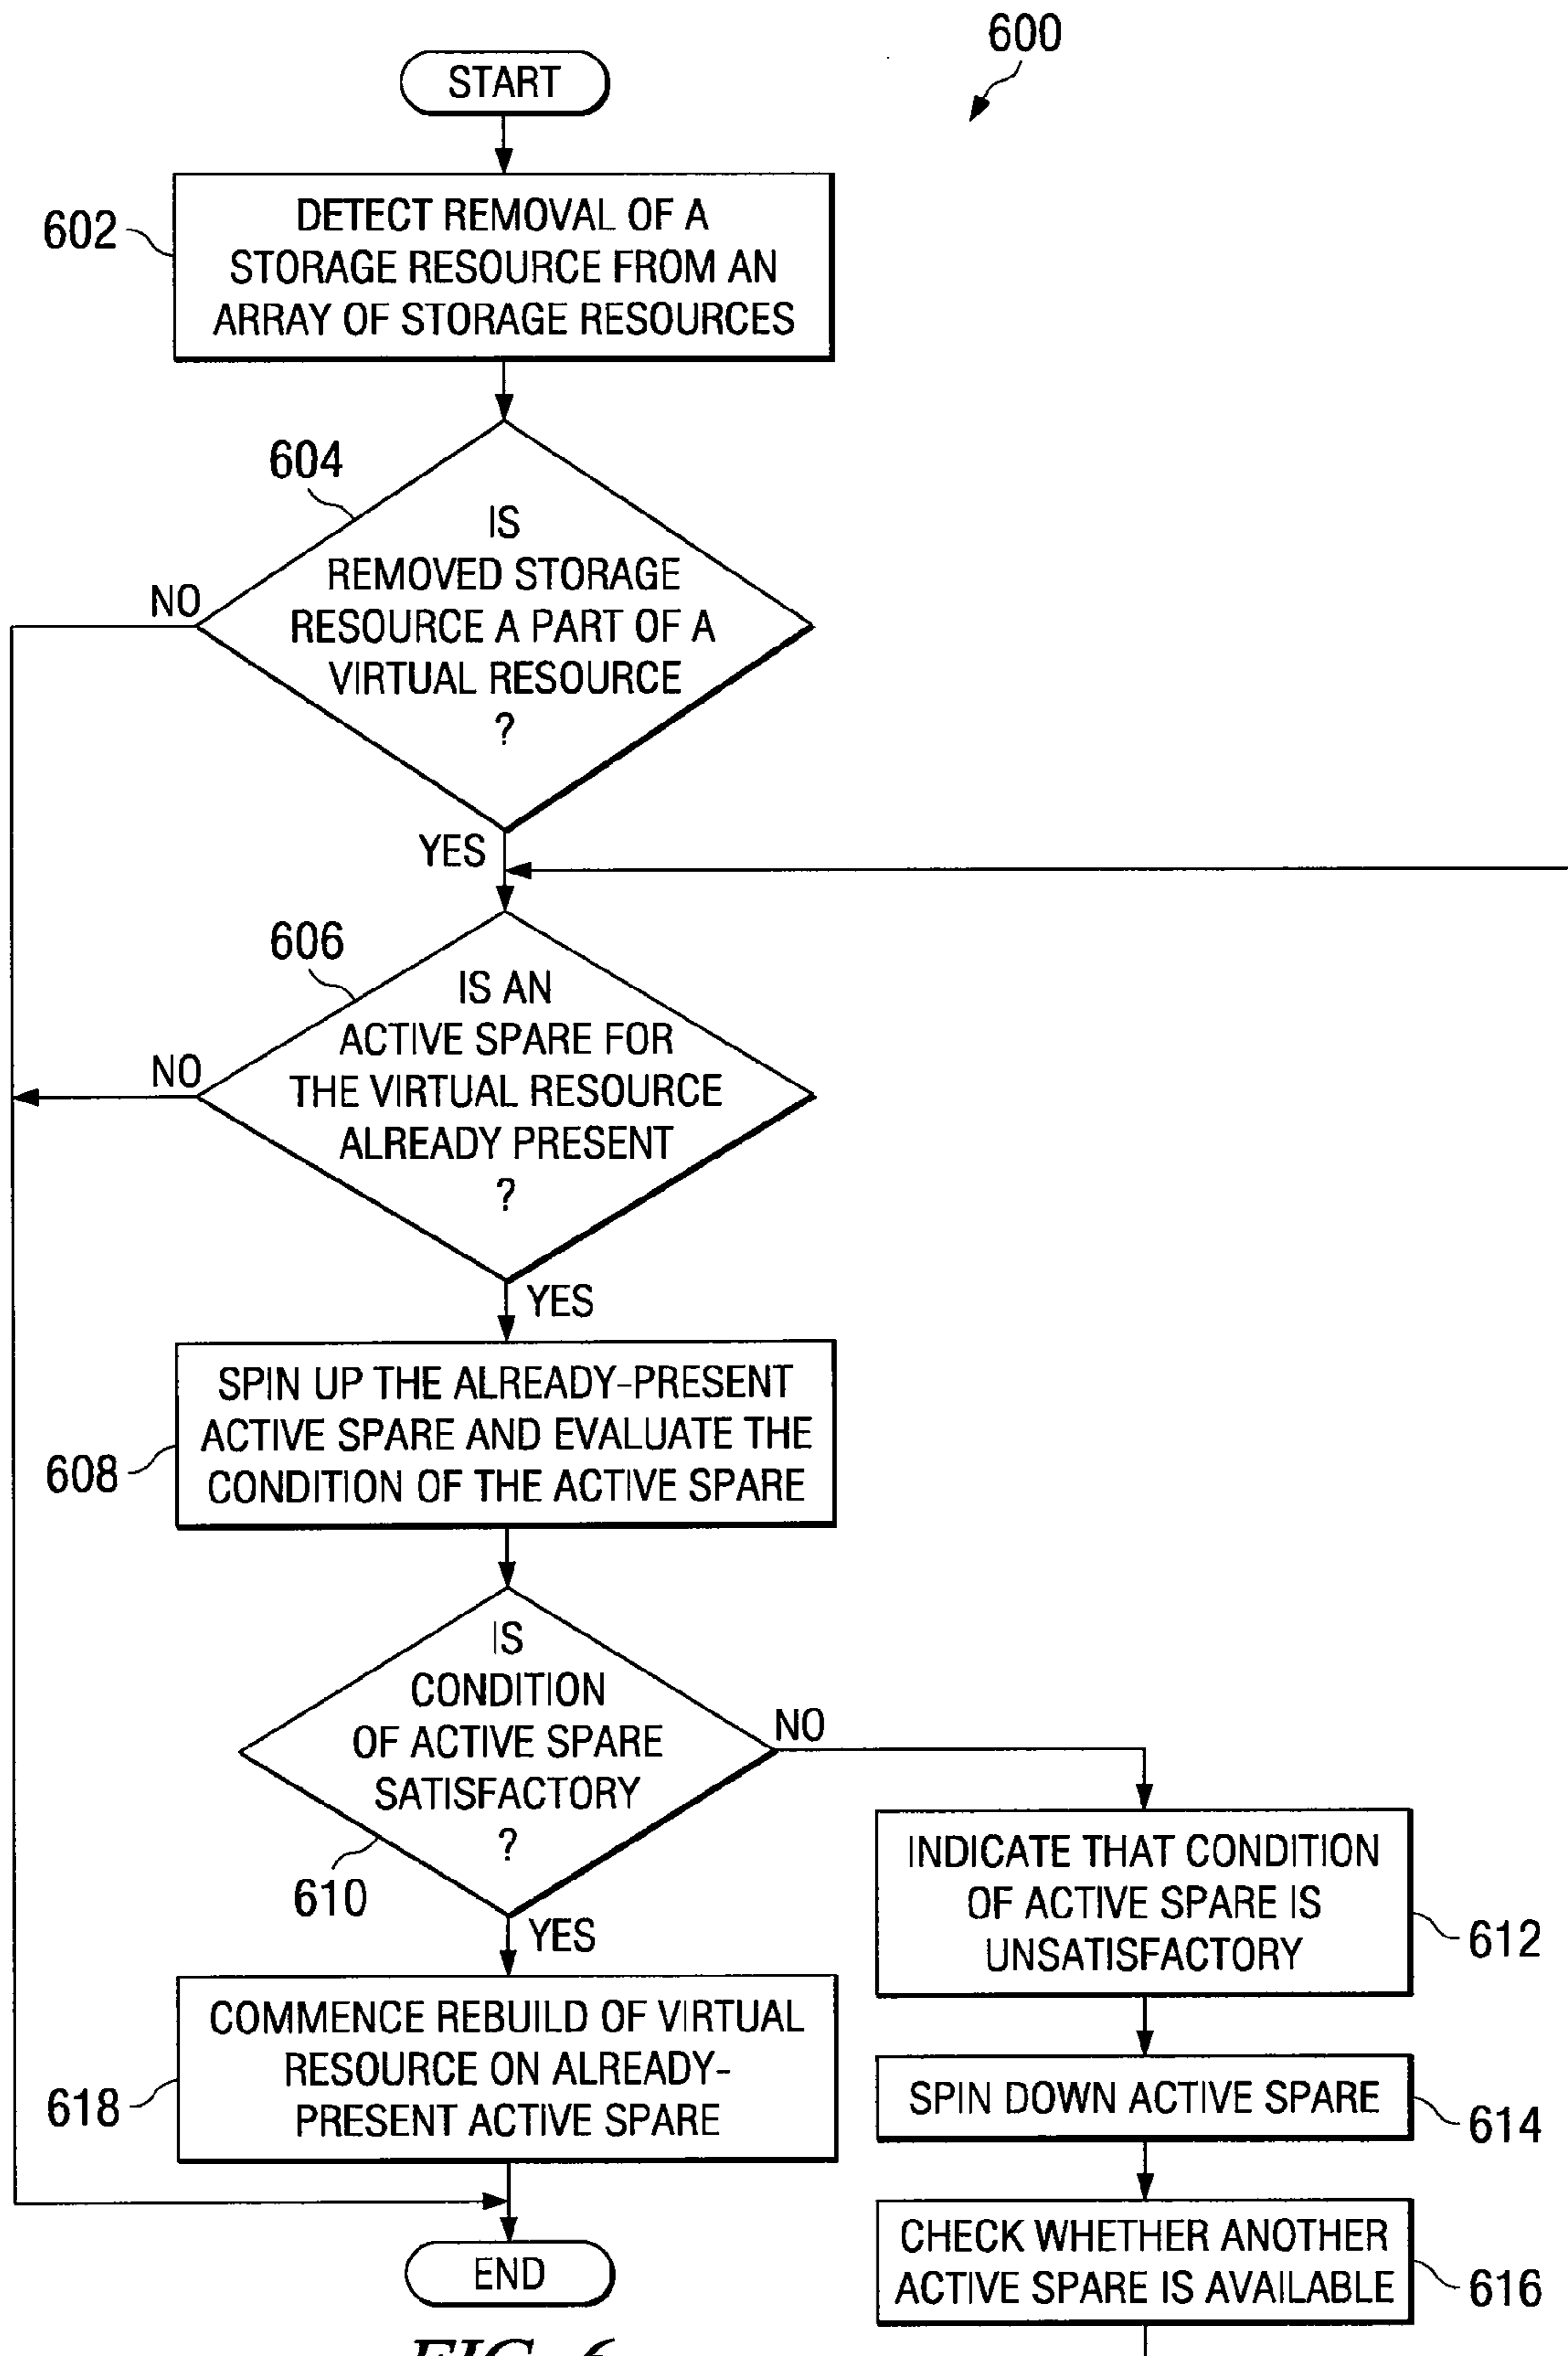 600
START
602
DETECT REMOVAL OF A
STORAGE RESOURCE FROM AN
ARRAY OF STORAGE RESOURCES
604
IS
REMOVED STORAGE
RESOURCE A PART OF A
VIRTUAL RESOURCE
?
NO
YES
606
IS AN
ACTIVE SPARE FOR
THE VIRTUAL RESOURCE
ALREADY PRESENT
?
NO
YES
608
SPIN UP THE ALREADY-PRESENT
ACTIVE SPARE AND EVALUATE THE
CONDITION OF THE ACTIVE SPARE
IS
CONDITION
OF ACTIVE SPARE
SATISFACTORY
?
610
NO
YES
INDICATE THAT CONDITION
OF ACTIVE SPARE IS
UNSATISFACTORY
612
618
COMMENCE REBUILD OF VIRTUAL
RESOURCE ON ALREADY-
PRESENT ACTIVE SPARE
SPIN DOWN ACTIVE SPARE
614
CHECK WHETHER ANOTHER
ACTIVE SPARE IS AVAILABLE
616
END
FIG. 6